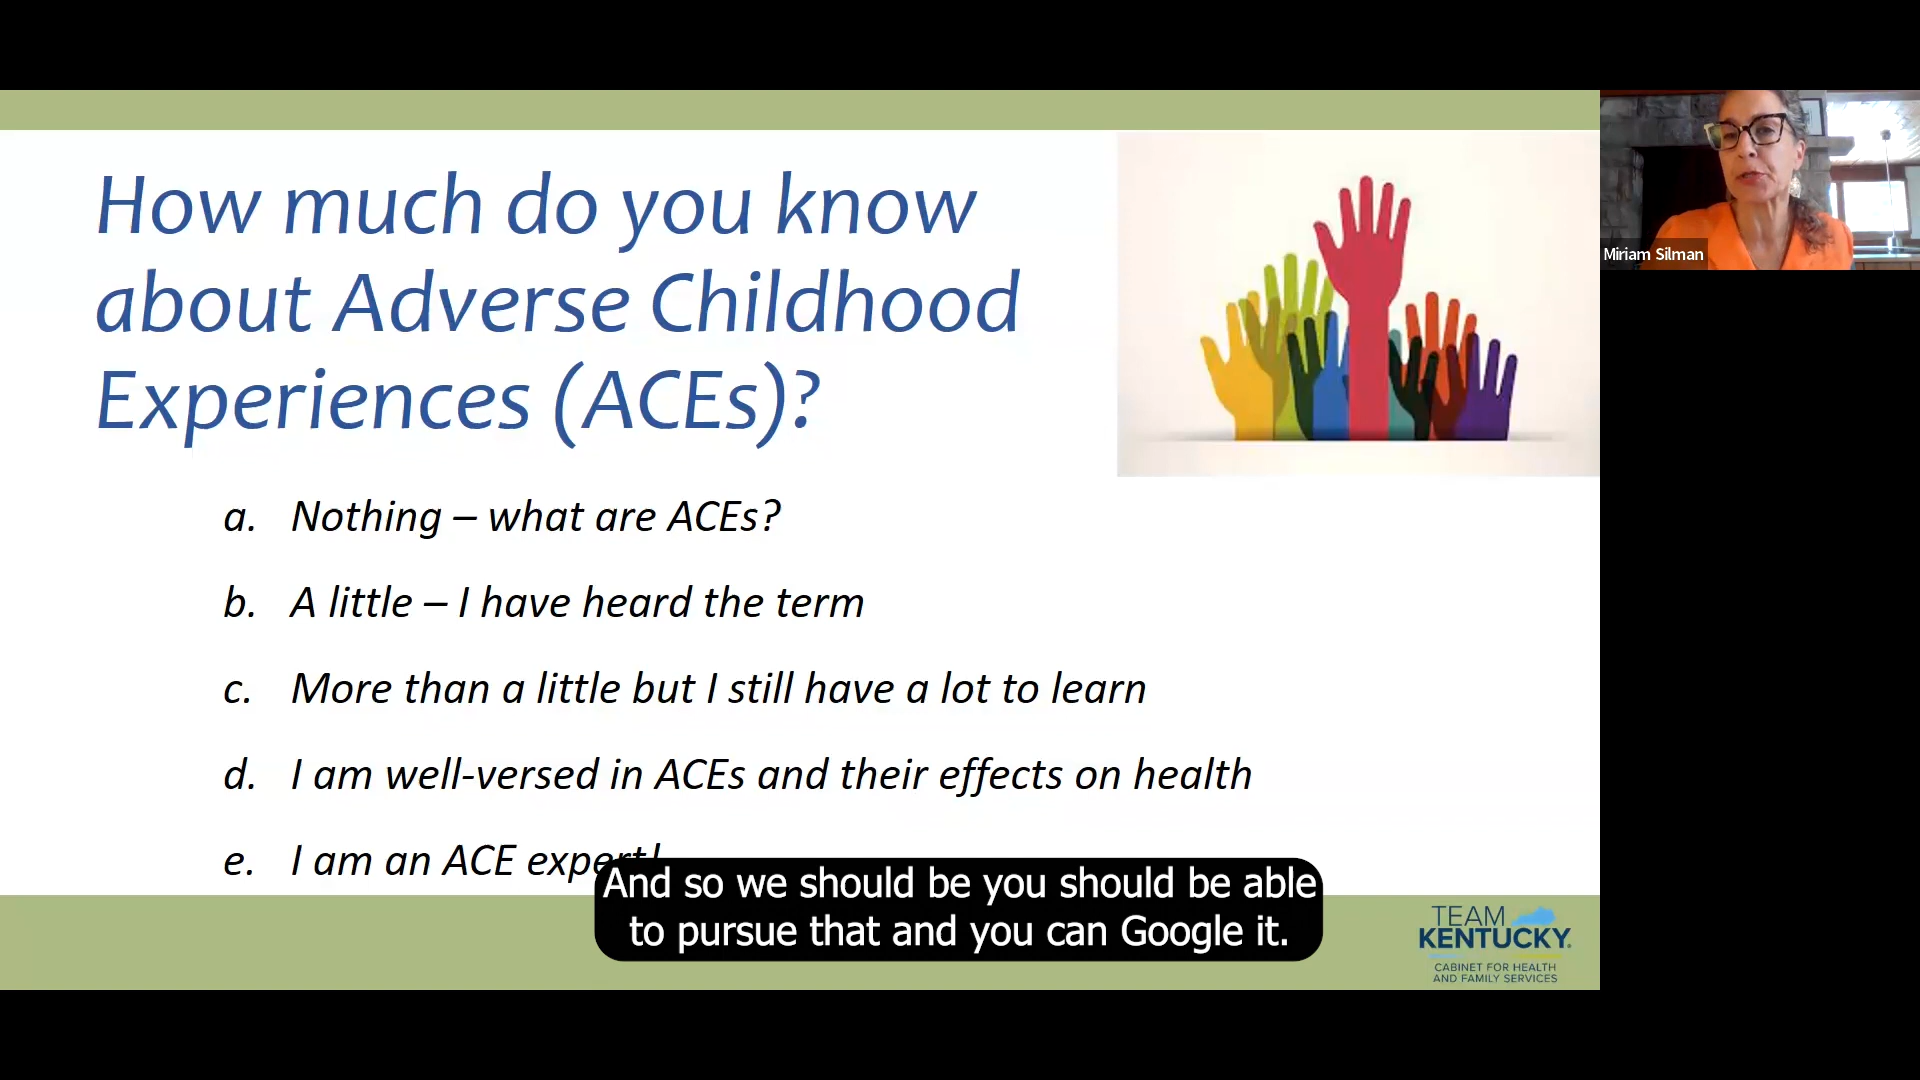 How much do you know
about Adverse Childhood
Experiences (ACEs)?
Miriam Silman
a. Nothing – what are ACEs?
b. A little – I have heard the term
c. More than a little but I still have a lot to learn
d. I am well-versed in ACEs and their effects on health
e. I am an ACE expert!
And so we should be you should be able
to pursue that and you can Google it.
TEAM
KENTUCKY
CABINET FOR HEALTH
AND FAMILY SERVICES